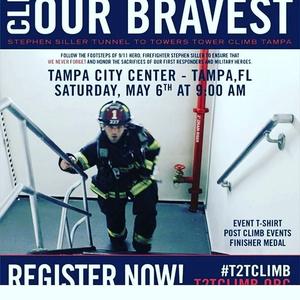 CLI
OUR BRAVEST
STEPHEN SILLER TUNNEL TO TOWERS TOWER CLIMB TAMPA
FOLLOW THE FOOTSTEPS OF 9/11 HERO, FIREFIGHTER STEPHEN SILLER TO ENSURE THAT
WE NEVER FORGET AND HONOR THE SACRIFICES OF OUR FIRST RESPONDERS AND MILITARY HEROES.
TAMPA CITY CENTER - TAMPA,FL
SATURDAY, MAY 6TH AT 9:00 AM
1
EVENT T-SHIRT
POST CLIMB EVENTS
FINISHER MEDAL
REGISTER NOW!
#T2TCLIMB
T2TCLIMB.ORG